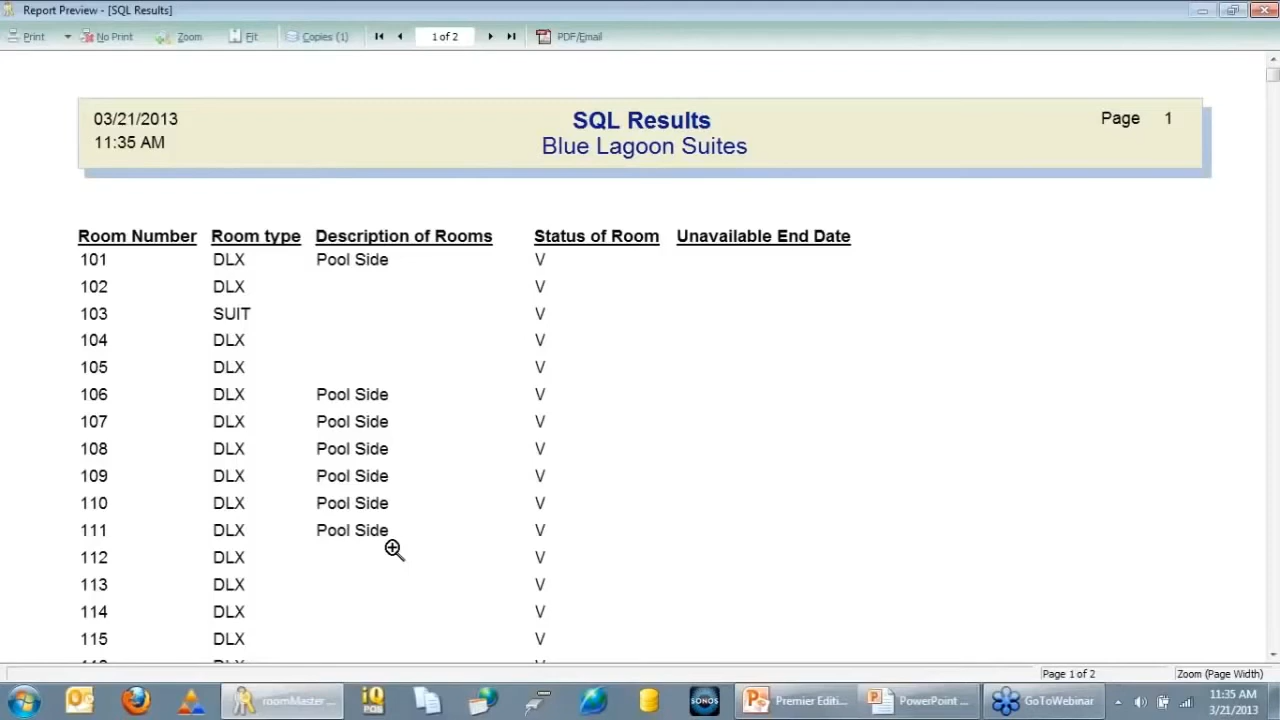 Report Preview - [SQL Results]
Print No Print Zoom Fit Copies (1) 1 of 2 PDF/Email
03/21/2013 SQL Results Page 1
11:35 AM Blue Lagoon Suites
Room Number Room type Description of Rooms Status of Room Unavailable End Date
101 DLX Pool Side V
102 DLX V
103 SUIT V
104 DLX V
105 DLX V
106 DLX Pool Side V
107 DLX Pool Side V
108 DLX Pool Side V
109 DLX Pool Side V
110 DLX Pool Side V
111 DLX Pool Side V
112 DLX V
113 DLX V
114 DLX V
115 DLX V
Page 1 of 2 Zoom (Page Width)
roomMaster ... iQ POS SONOS Premier Editi... PowerPoint ... GoToWebinar 11:35 AM
3/21/2013